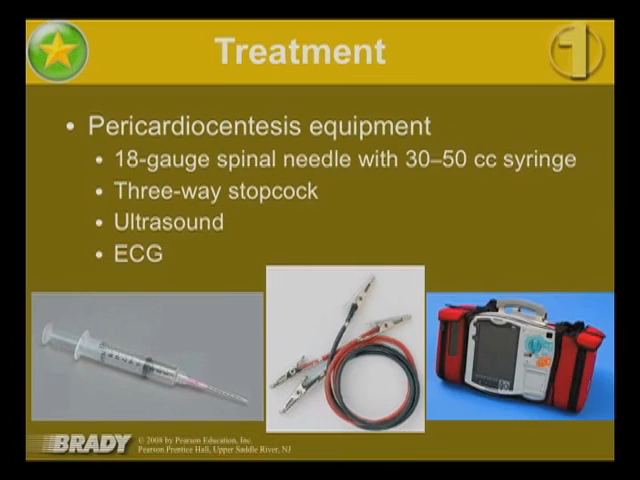 Treatment
1
• Pericardiocentesis equipment
• 18-gauge spinal needle with 30–50 cc syringe
• Three-way stopcock
• Ultrasound
• ECG
BRADY
© 2008 by Pearson Education, Inc.
Pearson Prentice Hall, Upper Saddle River, NJ